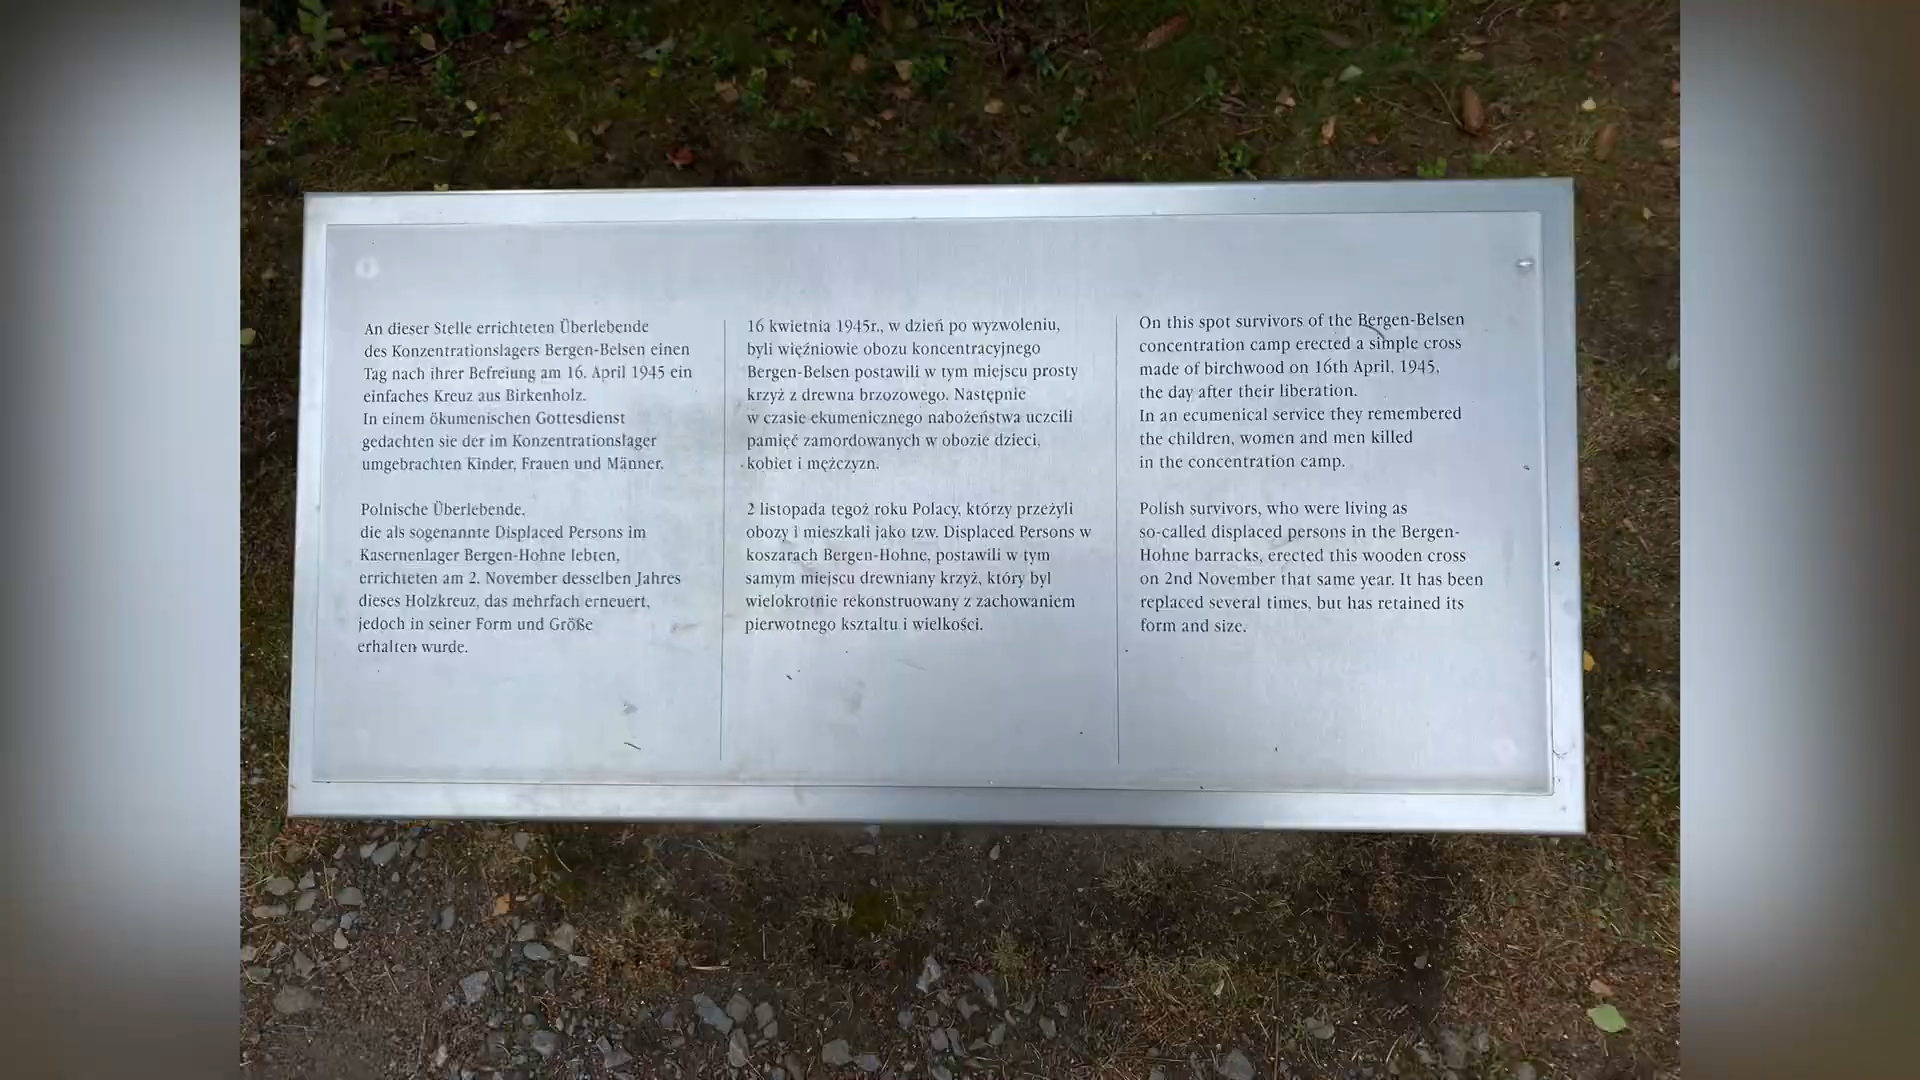 An dieser Stelle errichteten Überlebende
des Konzentrationslagers Bergen-Belsen einen
Tag nach ihrer Befreiung am 16. April 1945 ein
einfaches Kreuz aus Birkenholz.
In einem ökumenischen Gottesdienst
gedachten sie der im Konzentrationslager
umgebrachten Kinder, Frauen und Männer.
Polnische Überlebende,
die als sogenannte Displaced Persons im
Kasernenlager Bergen-Hohne lebten,
errichteten am 2. November desselben Jahres
dieses Holzkreuz, das mehrfach erneuert,
jedoch in seiner Form und Größe
erhalten wurde.
16 kwietnia 1945r., w dzień po wyzwoleniu,
byli więźniowie obozu koncentracyjnego
Bergen-Belsen postawili w tym miejscu prosty
krzyż z drewna brzozowego. Następnie
w czasie ekumenicznego nabożeństwa uczcili
pamięć zamordowanych w obozie dzieci,
kobiet i mężczyzn.
2 listopada tegoż roku Polacy, którzy przeżyli
obozy i mieszkali jako tzw. Displaced Persons w
koszarach Bergen-Hohne, postawili w tym
samym miejscu drewniany krzyż, który był
wielokrotnie rekonstruowany z zachowaniem
pierwotnego kształtu i wielkości.
On this spot survivors of the Bergen-Belsen
concentration camp erected a simple cross
made of birchwood on 16th April, 1945,
the day after their liberation.
In an ecumenical service they remembered
the children, women and men killed
in the concentration camp.
Polish survivors, who were living as
so-called displaced persons in the Bergen-
Hohne barracks, erected this wooden cross
on 2nd November that same year. It has been
replaced several times, but has retained its
form and size.